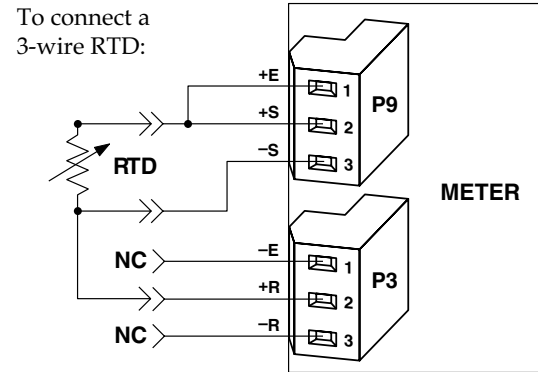 To connect a
3-wire RTD:
+E
1
P9
+S
2
–S
3
RTD
METER
NC
–E
1
P3
+R
2
NC
–R
3